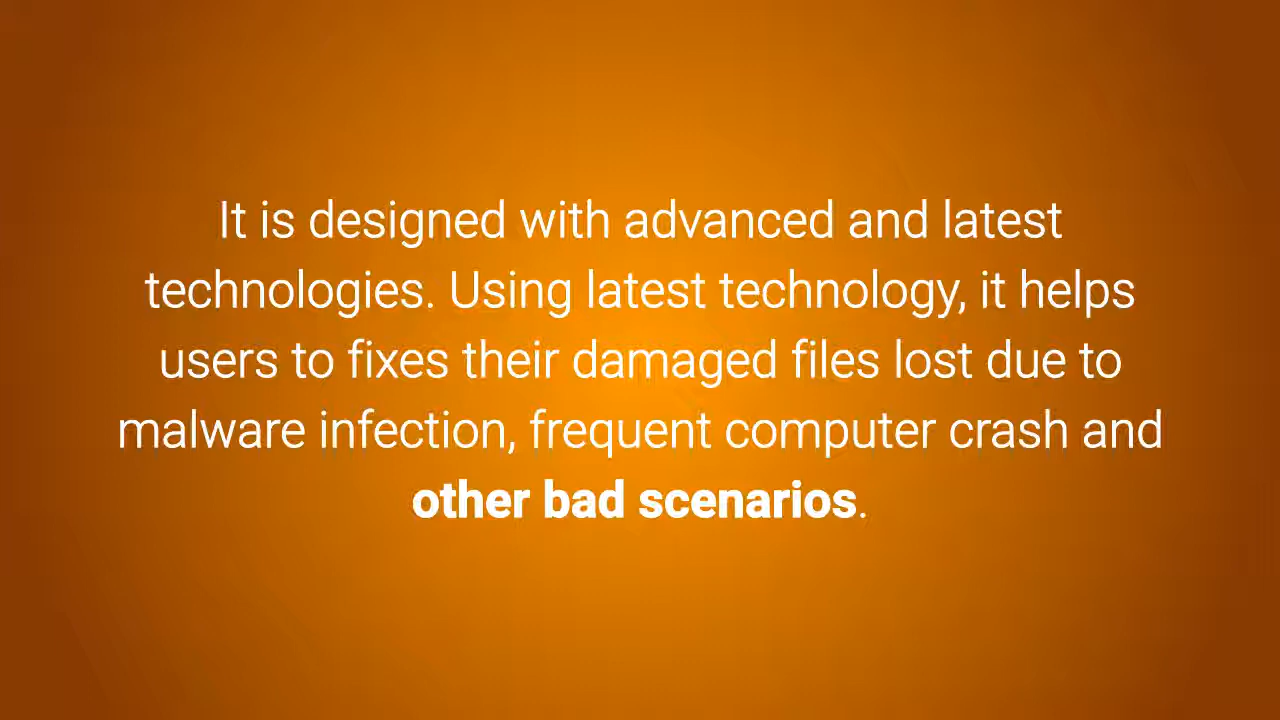 It is designed with advanced and latest
technologies. Using latest technology, it helps
users to fixes their damaged files lost due to
malware infection, frequent computer crash and
other bad scenarios.